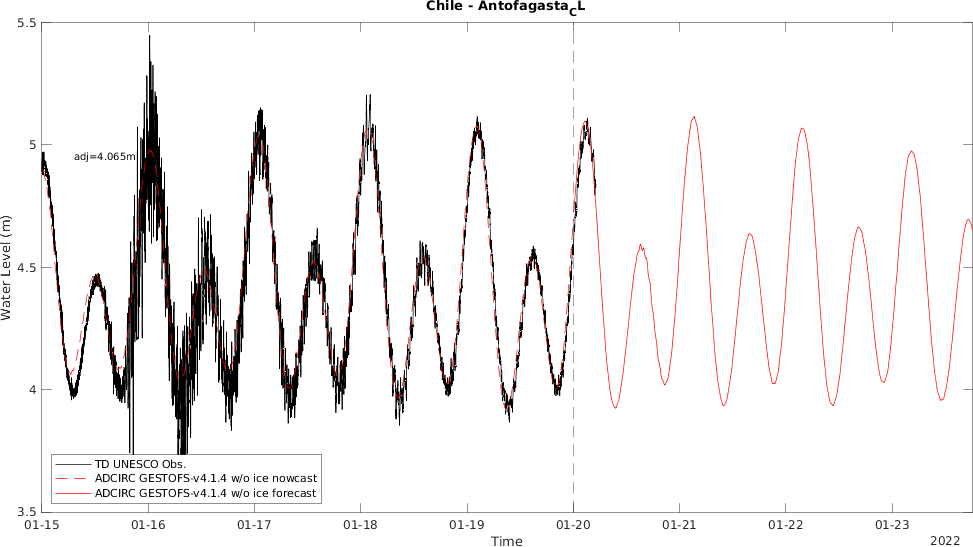 Chile - Antofagasta_CL
5.5
5
4.5
4
3.5
Water Level (m)
adj=4.065m
TD UNESCO Obs.
ADCIRC GESTOFS-v4.1.4 w/o ice nowcast
ADCIRC GESTOFS-v4.1.4 w/o ice forecast
01-15 01-16 01-17 01-18 01-19 01-20 01-21 01-22 01-23
Time
2022